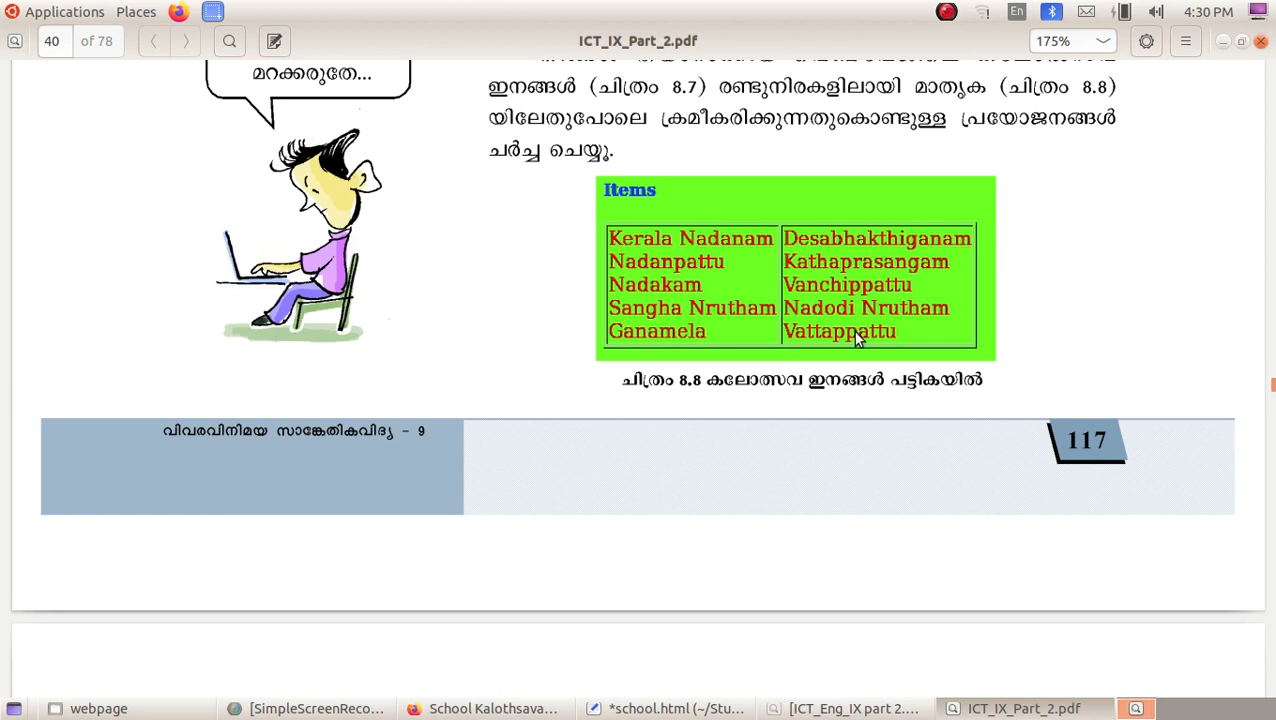 Applications Places En 4:30 PM
40 of 78 ICT_IX_Part_2.pdf 175%
മറക്കരുതേ...
ഇനങ്ങൾ (ചിത്രം 8.7) രണ്ടുനിരകളിലായി മാതൃക (ചിത്രം 8.8)
യിലേതുപോലെ ക്രമീകരിക്കുന്നതുകൊണ്ടുള്ള പ്രയോജനങ്ങൾ
ചർച്ച ചെയ്യൂ.
Items
Kerala Nadanam Desabhakthiganam
Nadanpattu Kathaprasangam
Nadakam Vanchippattu
Sangha Nrutham Nadodi Nrutham
Ganamela Vattappattu
ചിത്രം 8.8 കലോത്സവ ഇനങ്ങൾ പട്ടികയിൽ
വിവരവിനിമയ സാങ്കേതികവിദ്യ - 9
117
webpage [SimpleScreenReco... School Kalothsava... *school.html (~/Stu... [ICT_Eng_IX part 2.... ICT_IX_Part_2.pdf